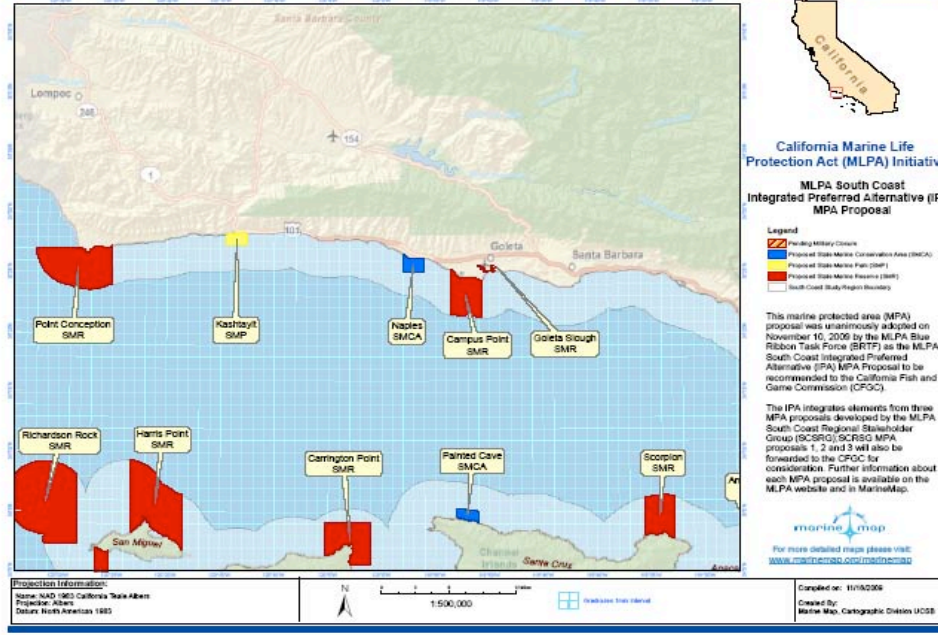 Santa Barbara County
Lompoc
246
1
154
101
Goleta
Santa Barbara
Point Conception
SMR
Kashtayit
SMP
Naples
SMCA
Campus Point
SMR
Goleta Slough
SMR
Richardson Rock
SMR
Harris Point
SMR
Carrington Point
SMR
Painted Cave
SMCA
Scorpion
SMR
San Miguel
Channel
Islands
Santa Cruz
California
California Marine Life
Protection Act (MLPA) Initiativ
MLPA South Coast
Integrated Preferred Alternative (IP
MPA Proposal
Legend
Pending Military Closure
Proposed State Marine Conservation Area (SMCA)
Proposed State Marine Park (SMP)
Proposed State Marine Reserve (SMR)
South Coast Study Region Boundary
This marine protected area (MPA)
proposal was unanimously adopted on
November 10, 2009 by the MLPA Blue
Ribbon Task Force (BRTF) as the MLPA
South Coast Integrated Preferred
Alternative (IPA) MPA Proposal to be
recommended to the California Fish and
Game Commission (CFGC).
The IPA integrates elements from three
MPA proposals developed by the MLPA
South Coast Regional Stakeholder
Group (SCSRG); SCRSG MPA
proposals 1, 2 and 3 will also be
forwarded to the CFGC for
consideration. Further information about
each MPA proposal is available on the
MLPA website and in MarineMap.
marine map
For more detailed maps please visit:
www.marinemap.org/marinemap
Projection Information:
Name: NAD 1983 California Teale Albers
Projection: Albers
Datum: North American 1983
N
1:500,000
Compiled on:
Created By:
Marine Map, Cartographic Division UCSB